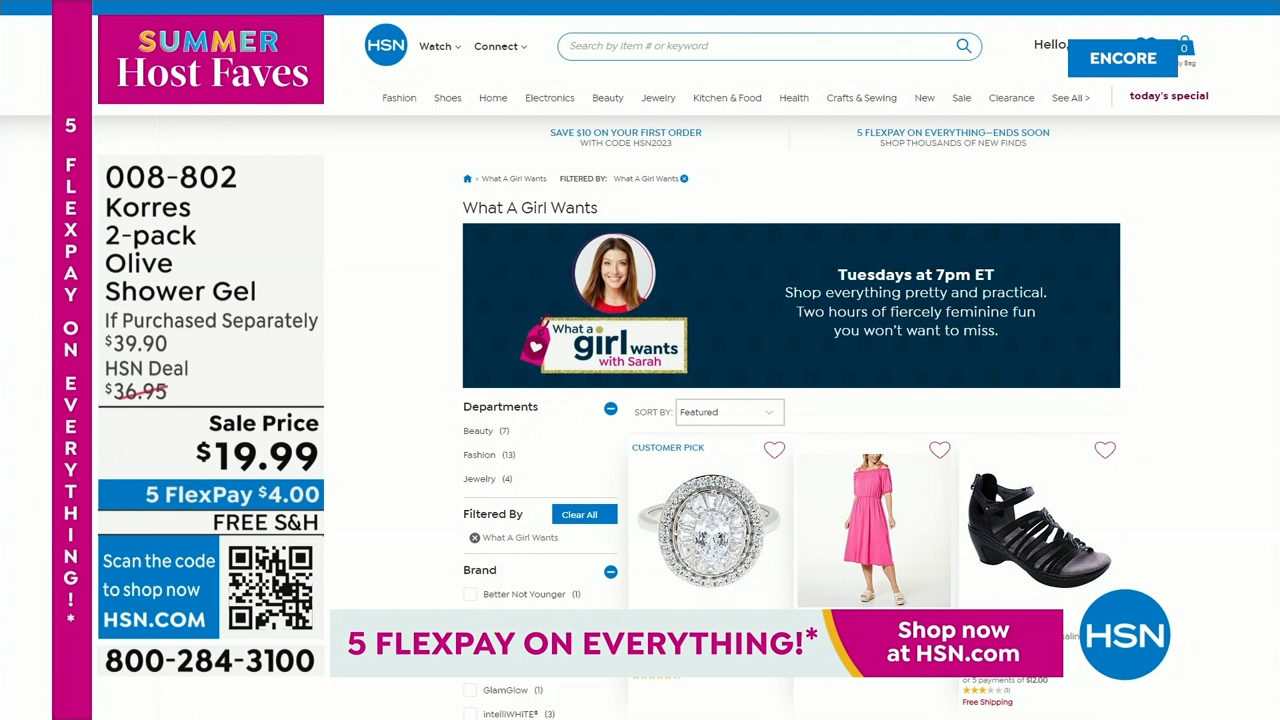 SUMMER
Host Faves
5 FLEXPAY ON EVERYTHING!*
008-802
Korres
2-pack
Olive
Shower Gel
If Purchased Separately
$39.90
HSN Deal
$36.95
Sale Price
$19.99
5 FlexPay $4.00
FREE S&H
Scan the code
to shop now
HSN.COM
800-284-3100
HSN
Watch
Connect
Search by item # or keyword
Hello,
0
ENCORE
Fashion Shoes Home Electronics Beauty Jewelry Kitchen & Food Health Crafts & Sewing New Sale Clearance See All > today's special
SAVE $10 ON YOUR FIRST ORDER
WITH CODE HSN2023
5 FLEXPAY ON EVERYTHING—ENDS SOON
SHOP THOUSANDS OF NEW FINDS
> What A Girl Wants FILTERED BY: What A Girl Wants
What A Girl Wants
What a
girl wants
with Sarah
Tuesdays at 7pm ET
Shop everything pretty and practical.
Two hours of fiercely feminine fun
you won't want to miss.
Departments
Beauty (7)
Fashion (13)
Jewelry (4)
Filtered By Clear All
What A Girl Wants
Brand
Better Not Younger (1)
GlamGlow (1)
intelliWHiTE® (3)
SORT BY: Featured
CUSTOMER PICK
or 5 payments of $12.00
(1)
Free Shipping
5 FLEXPAY ON EVERYTHING!*
Shop now
at HSN.com
HSN